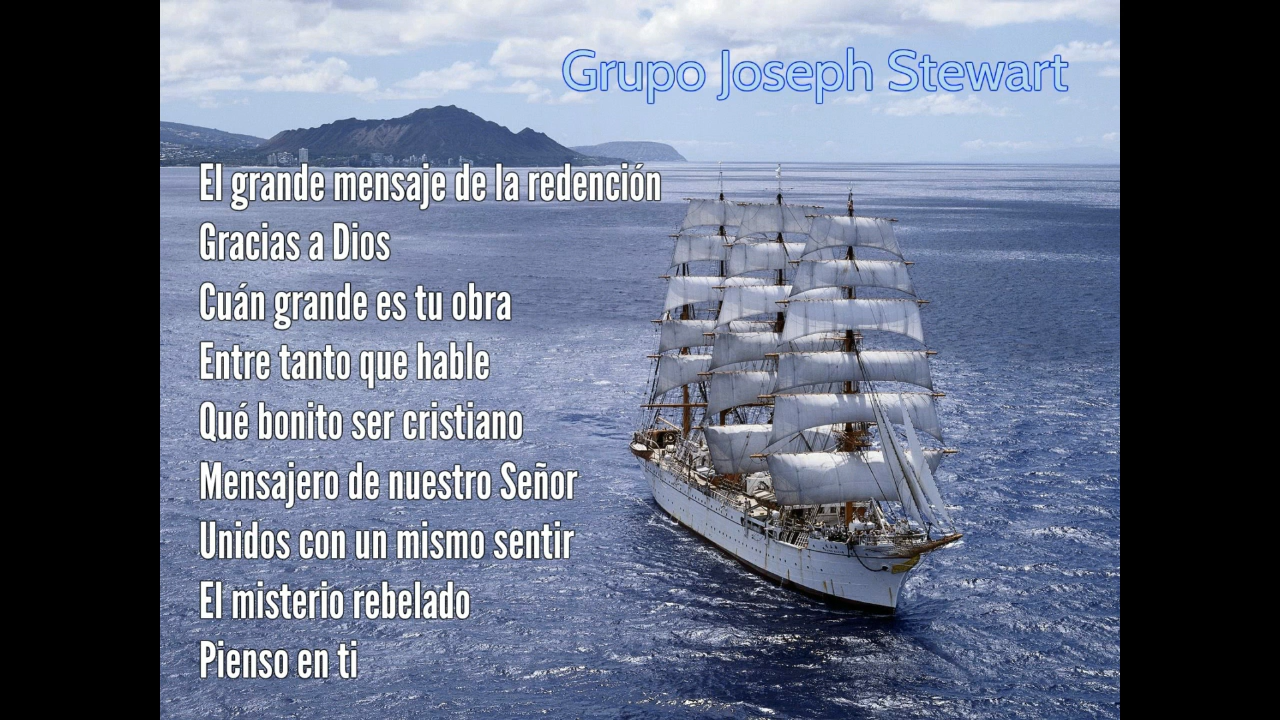 Grupo Joseph Stewart
El grande mensaje de la redención
Gracias a Dios
Cuán grande es tu obra
Entre tanto que hable
Qué bonito ser cristiano
Mensajero de nuestro Señor
Unidos con un mismo sentir
El misterio rebelado
Pienso en ti